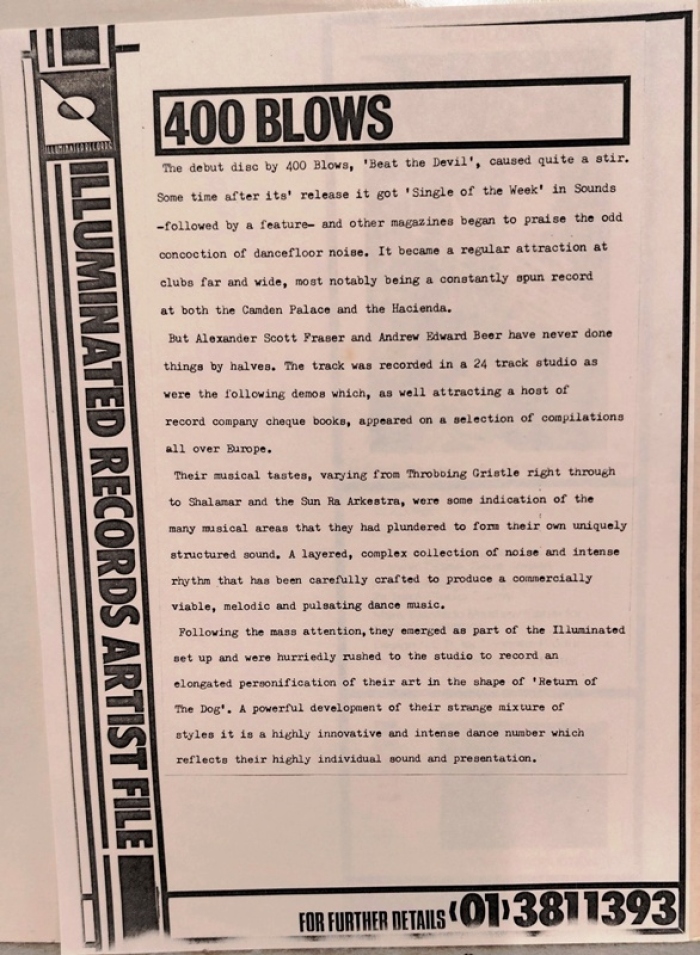 400 BLOWS
The debut disc by 400 Blows, 'Beat the Devil', caused quite a stir.
Some time after its' release it got 'Single of the Week' in Sounds
-followed by a feature- and other magazines began to praise the odd
concoction of dancefloor noise. It became a regular attraction at
clubs far and wide, most notably being a constantly spun record
at both the Camden Palace and the Hacienda.
But Alexander Scott Fraser and Andrew Edward Beer have never done
things by halves. The track was recorded in a 24 track studio as
were the following demos which, as well attracting a host of
record company cheque books, appeared on a selection of compilations
all over Europe.
Their musical tastes, varying from Throbbing Gristle right through
to Shalamar and the Sun Ra Arkestra, were some indication of the
many musical areas that they had plundered to form their own uniquely
structured sound. A layered, complex collection of noise and intense
rhythm that has been carefully crafted to produce a commercially
viable, melodic and pulsating dance music.
Following the mass attention, they emerged as part of the Illuminated
set up and were hurriedly rushed to the studio to record an
elongated personification of their art in the shape of 'Return of
The Dog'. A powerful development of their strange mixture of
styles it is a highly innovative and intense dance number which
reflects their highly individual sound and presentation.
ILLUMINATED RECORDS
ILLUMINATED RECORDS ARTIST FILE
FOR FURTHER DETAILS (01) 3811393